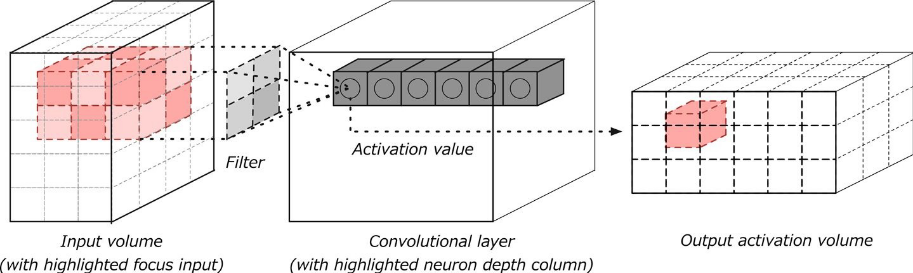 Filter
Activation value
Input volume
(with highlighted focus input)
Convolutional layer
(with highlighted neuron depth column)
Output activation volume